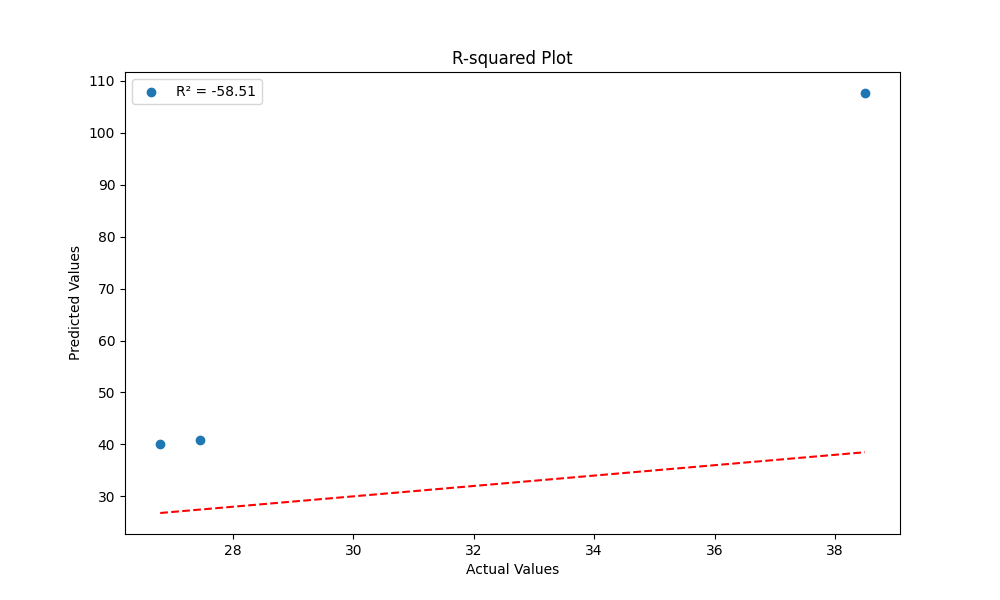 R-squared Plot
R² = -58.51
110
100
90
80
70
60
50
40
30
Predicted Values
28 30 32 34 36 38
Actual Values